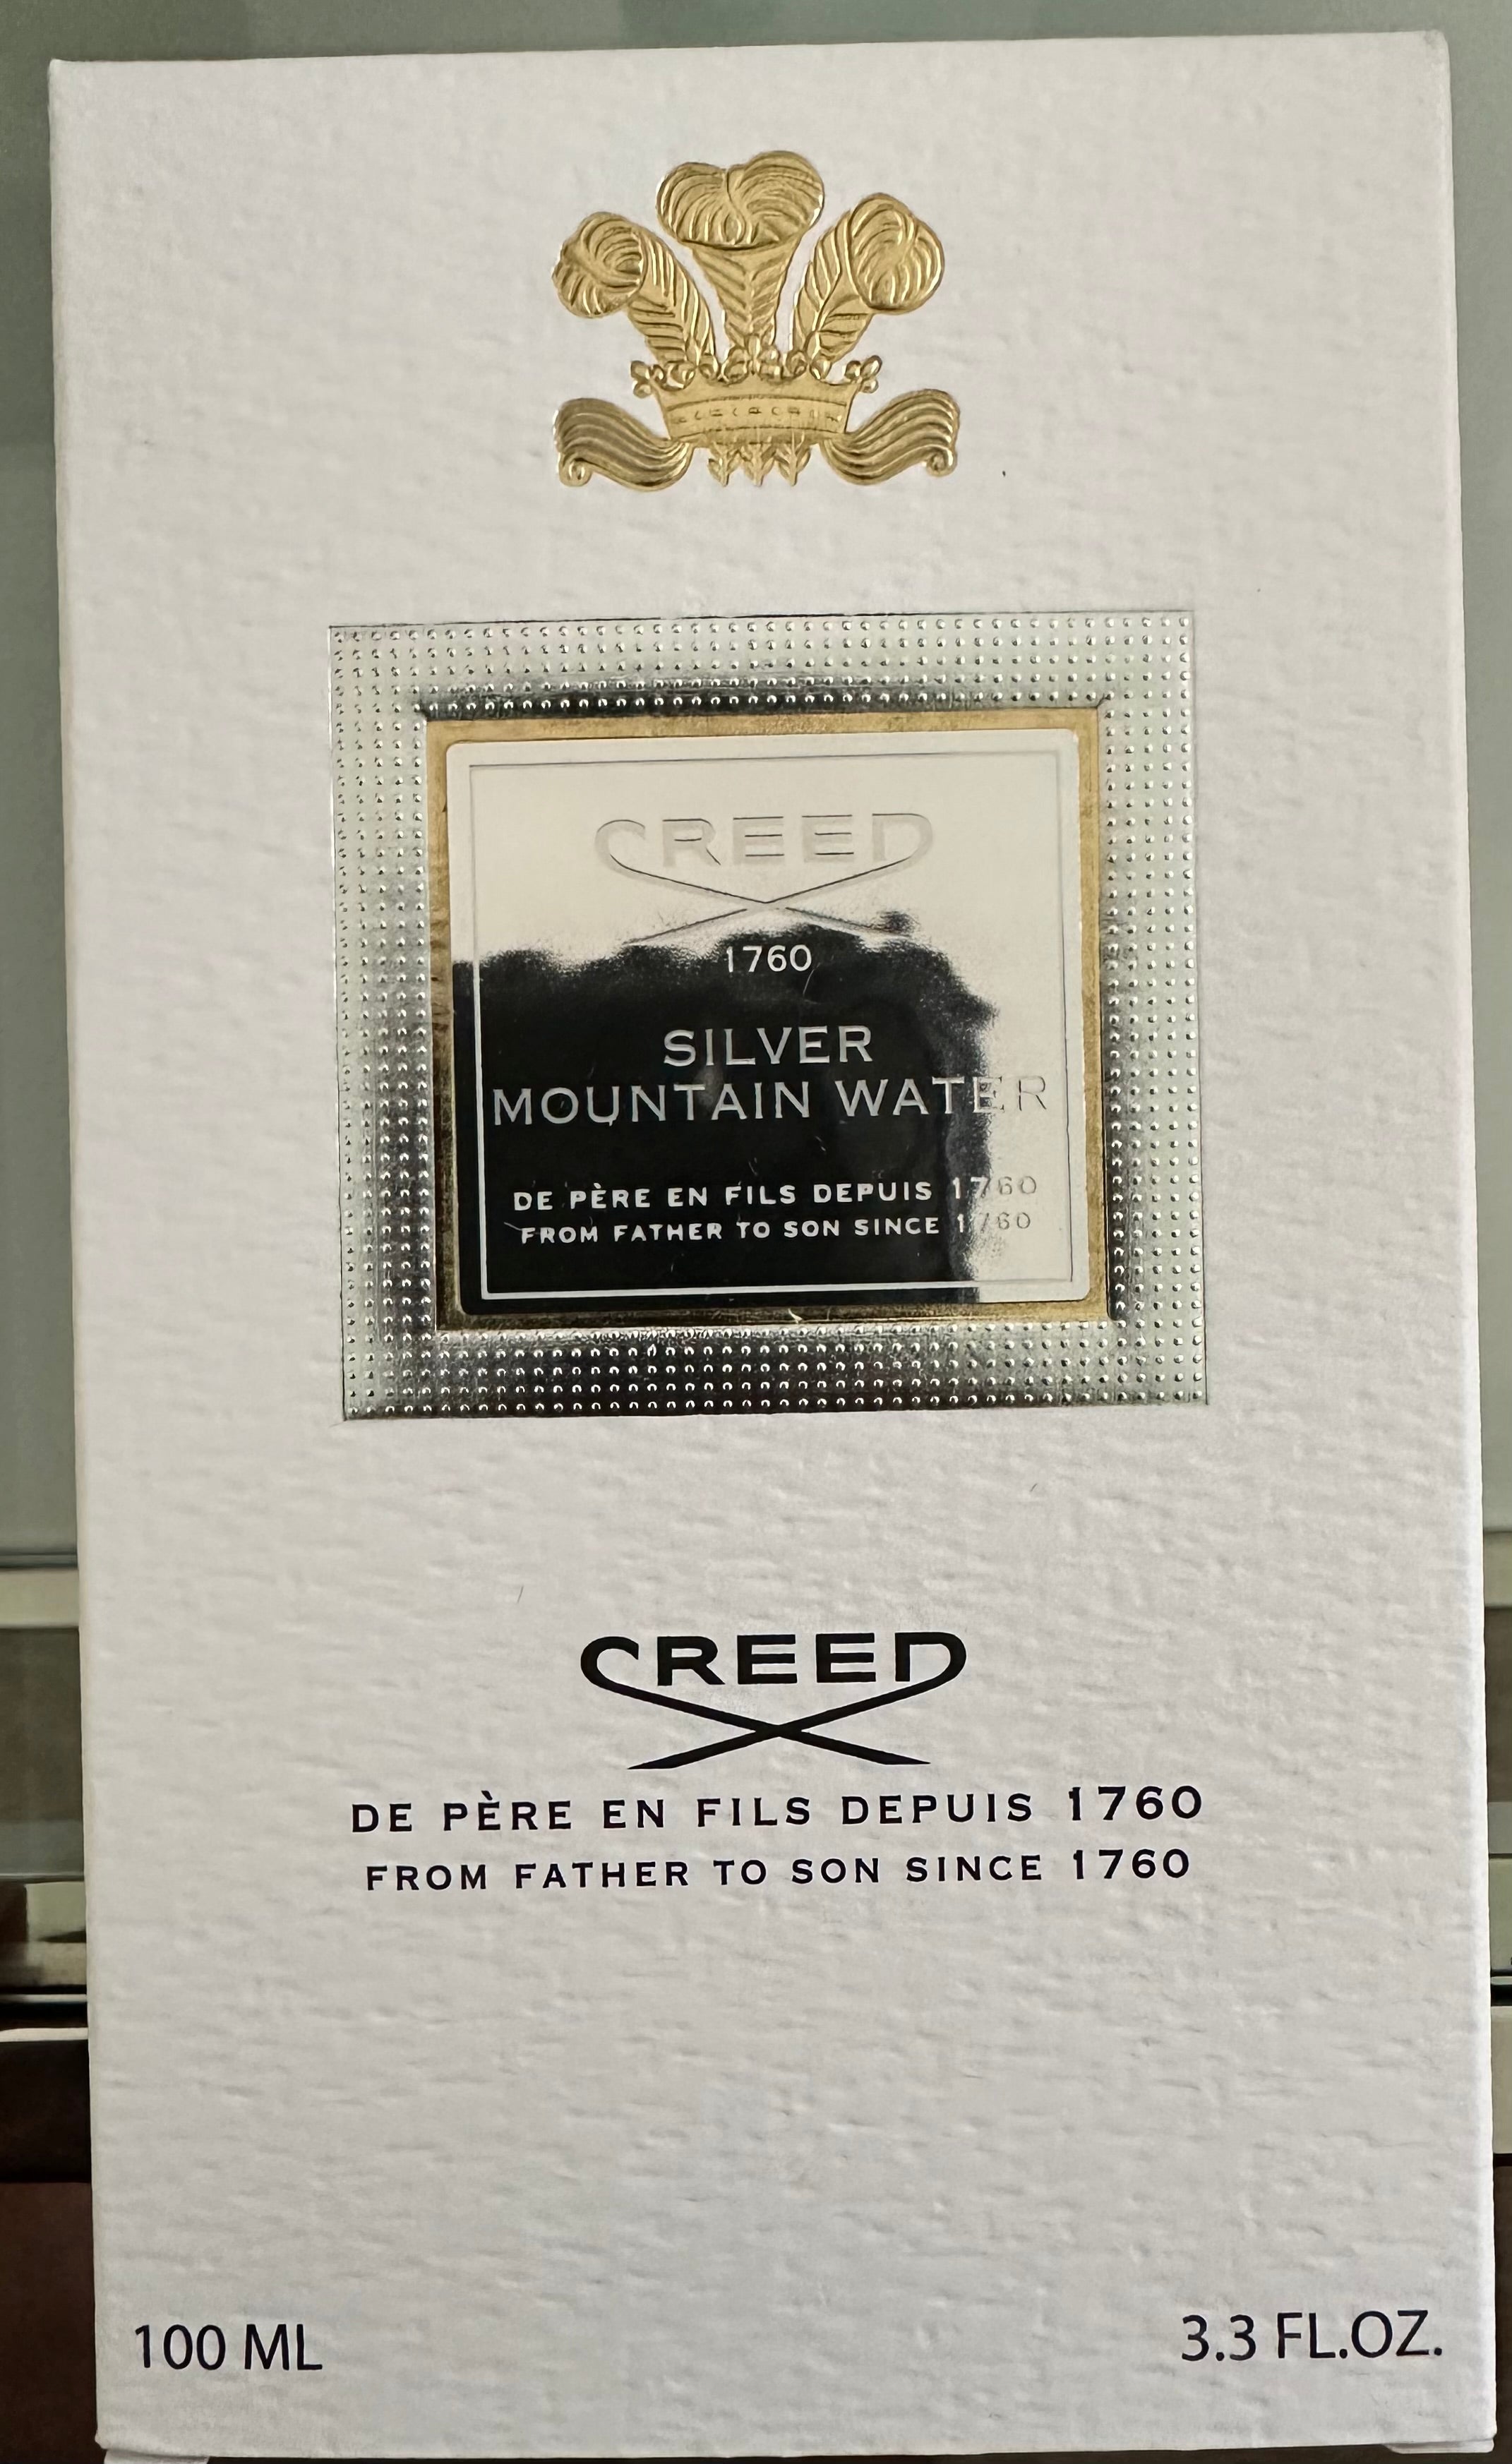 CREED
1760
SILVER
MOUNTAIN WATER
DE PÈRE EN FILS DEPUIS 1760
FROM FATHER TO SON SINCE 1760
CREED
DE PÈRE EN FILS DEPUIS 1760
FROM FATHER TO SON SINCE 1760
100 ML
3.3 FL.OZ.